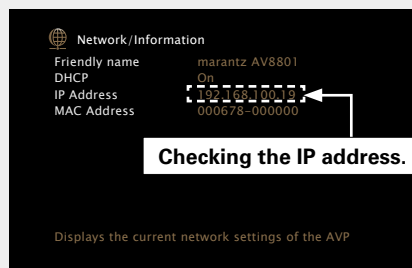 Network/Information
Friendly name marantz AV8801
DHCP On
IP Address 192.168.100.19
MAC Address 000678-000000
Checking the IP address.
Displays the current network settings of the AVP